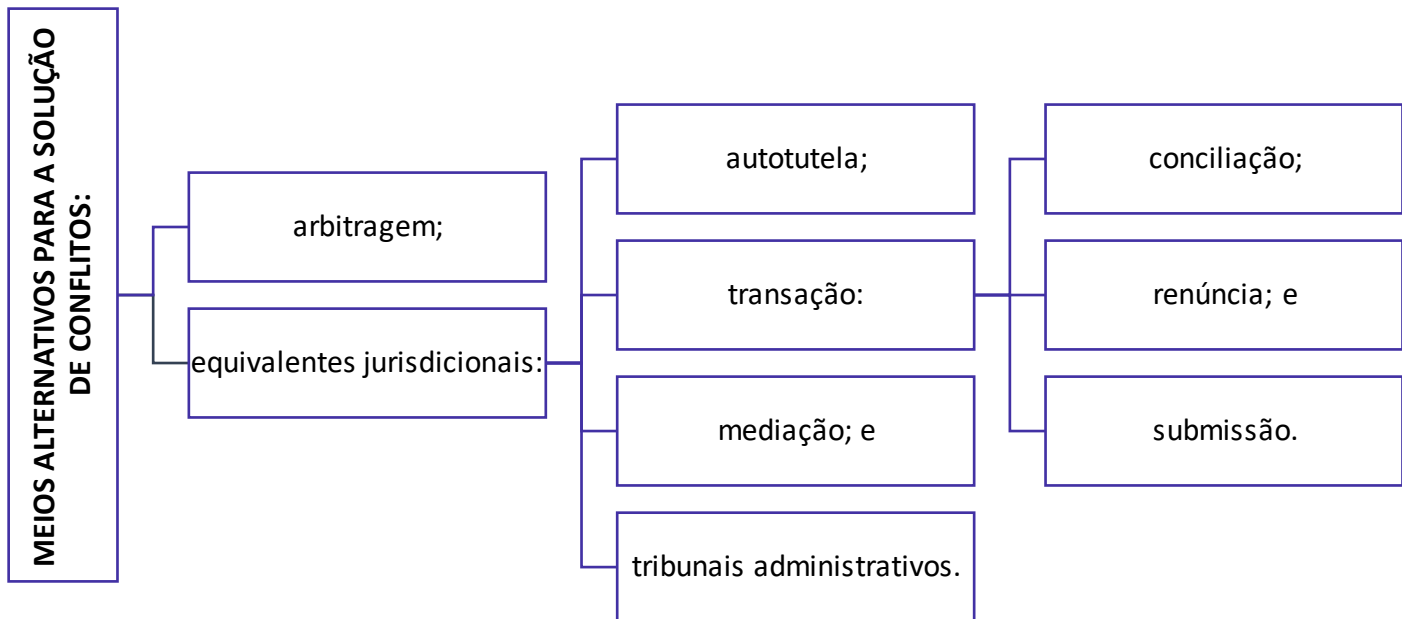 MEIOS ALTERNATIVOS PARA A SOLUÇÃO
DE CONFLITOS:
arbitragem;
equivalentes jurisdicionais:
autotutela;
transação:
mediação; e
tribunais administrativos.
conciliação;
renúncia; e
submissão.